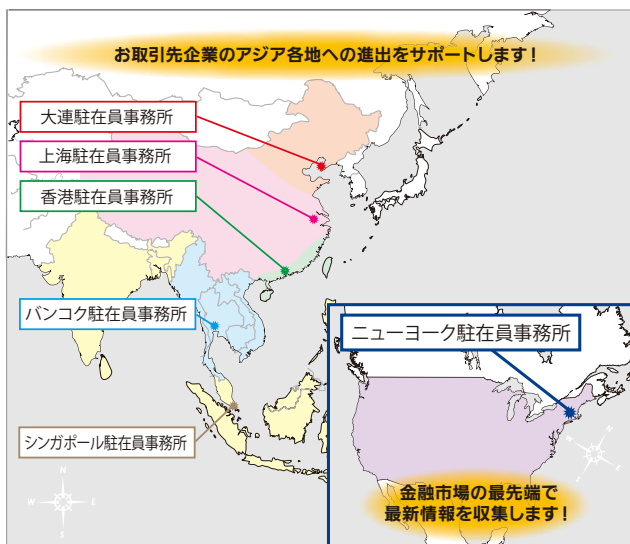 お取引先企業のアジア各地への進出をサポートします！
大連駐在員事務所
上海駐在員事務所
香港駐在員事務所
バンコク駐在員事務所
シンガポール駐在員事務所
N
W E
S
ニューヨーク駐在員事務所
N
W E
S
金融市場の最先端で
最新情報を収集します！